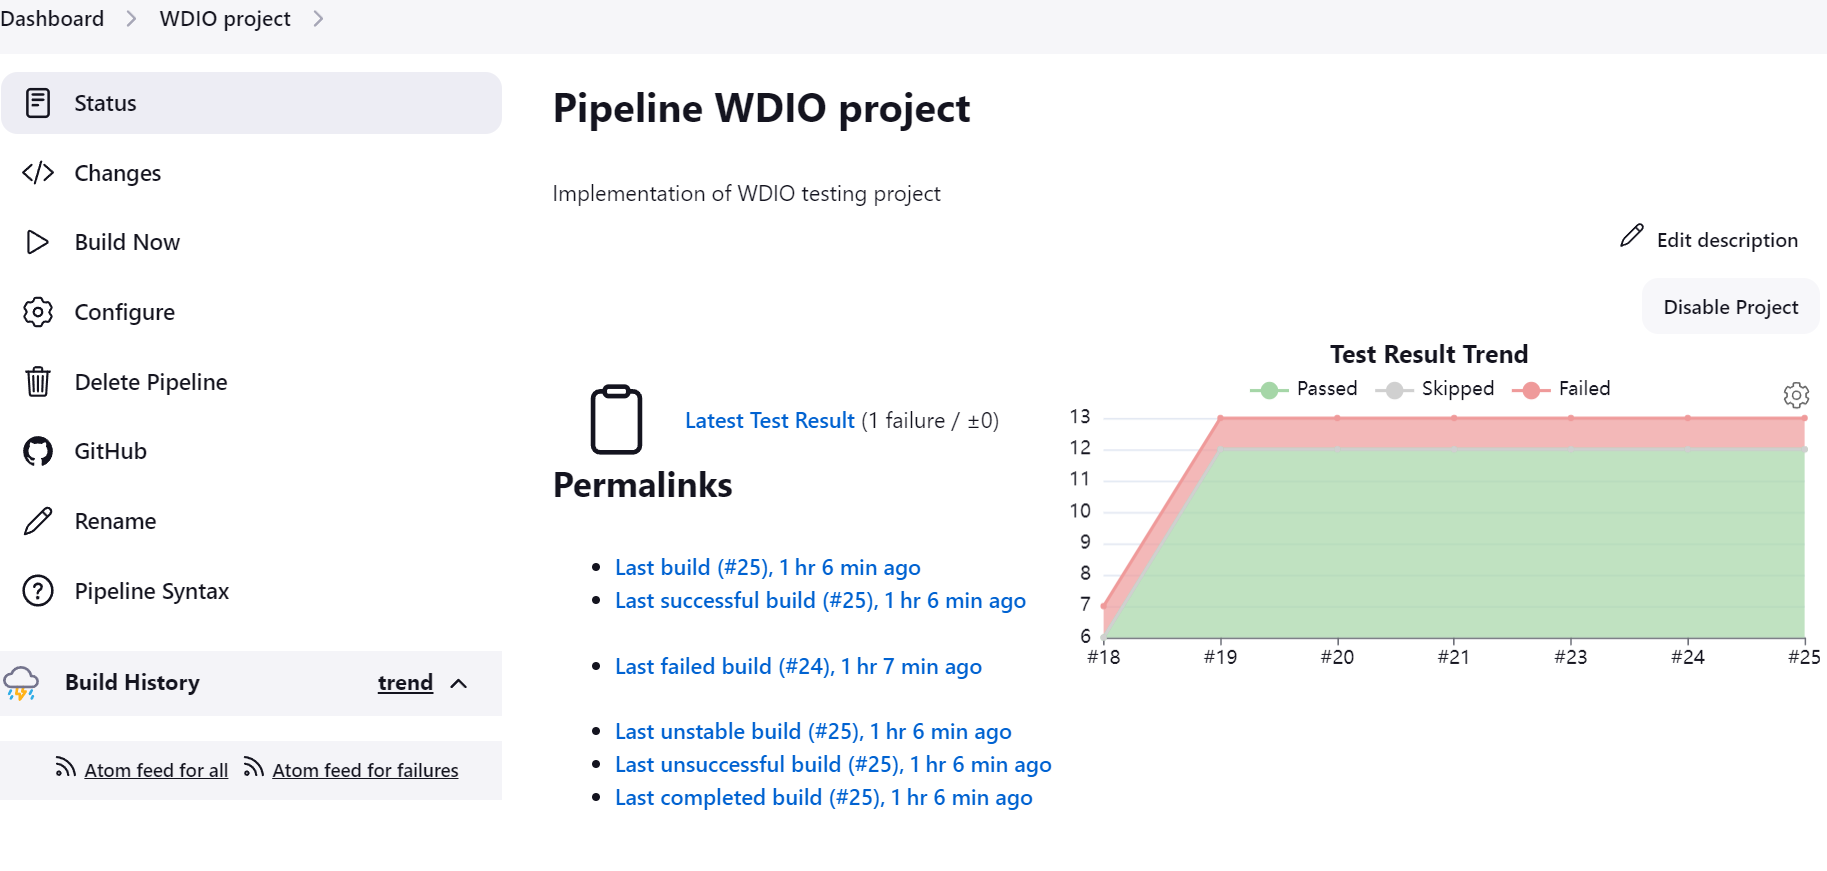 Dashboard
WDIO project
Status
Changes
Build Now
Configure
Delete Pipeline
GitHub
Rename
Pipeline Syntax
Build History
trend
Atom feed for all
Atom feed for failures
Pipeline WDIO project
Implementation of WDIO testing project
Edit description
Disable Project
Latest Test Result (1 failure / ±0)
Permalinks
Last build (#25), 1 hr 6 min ago
Last successful build (#25), 1 hr 6 min ago
Last failed build (#24), 1 hr 7 min ago
Last unstable build (#25), 1 hr 6 min ago
Last unsuccessful build (#25), 1 hr 6 min ago
Last completed build (#25), 1 hr 6 min ago
Test Result Trend
Passed Skipped Failed
13
12
11
10
9
8
7
6
#18 #19 #20 #21 #23 #24 #25